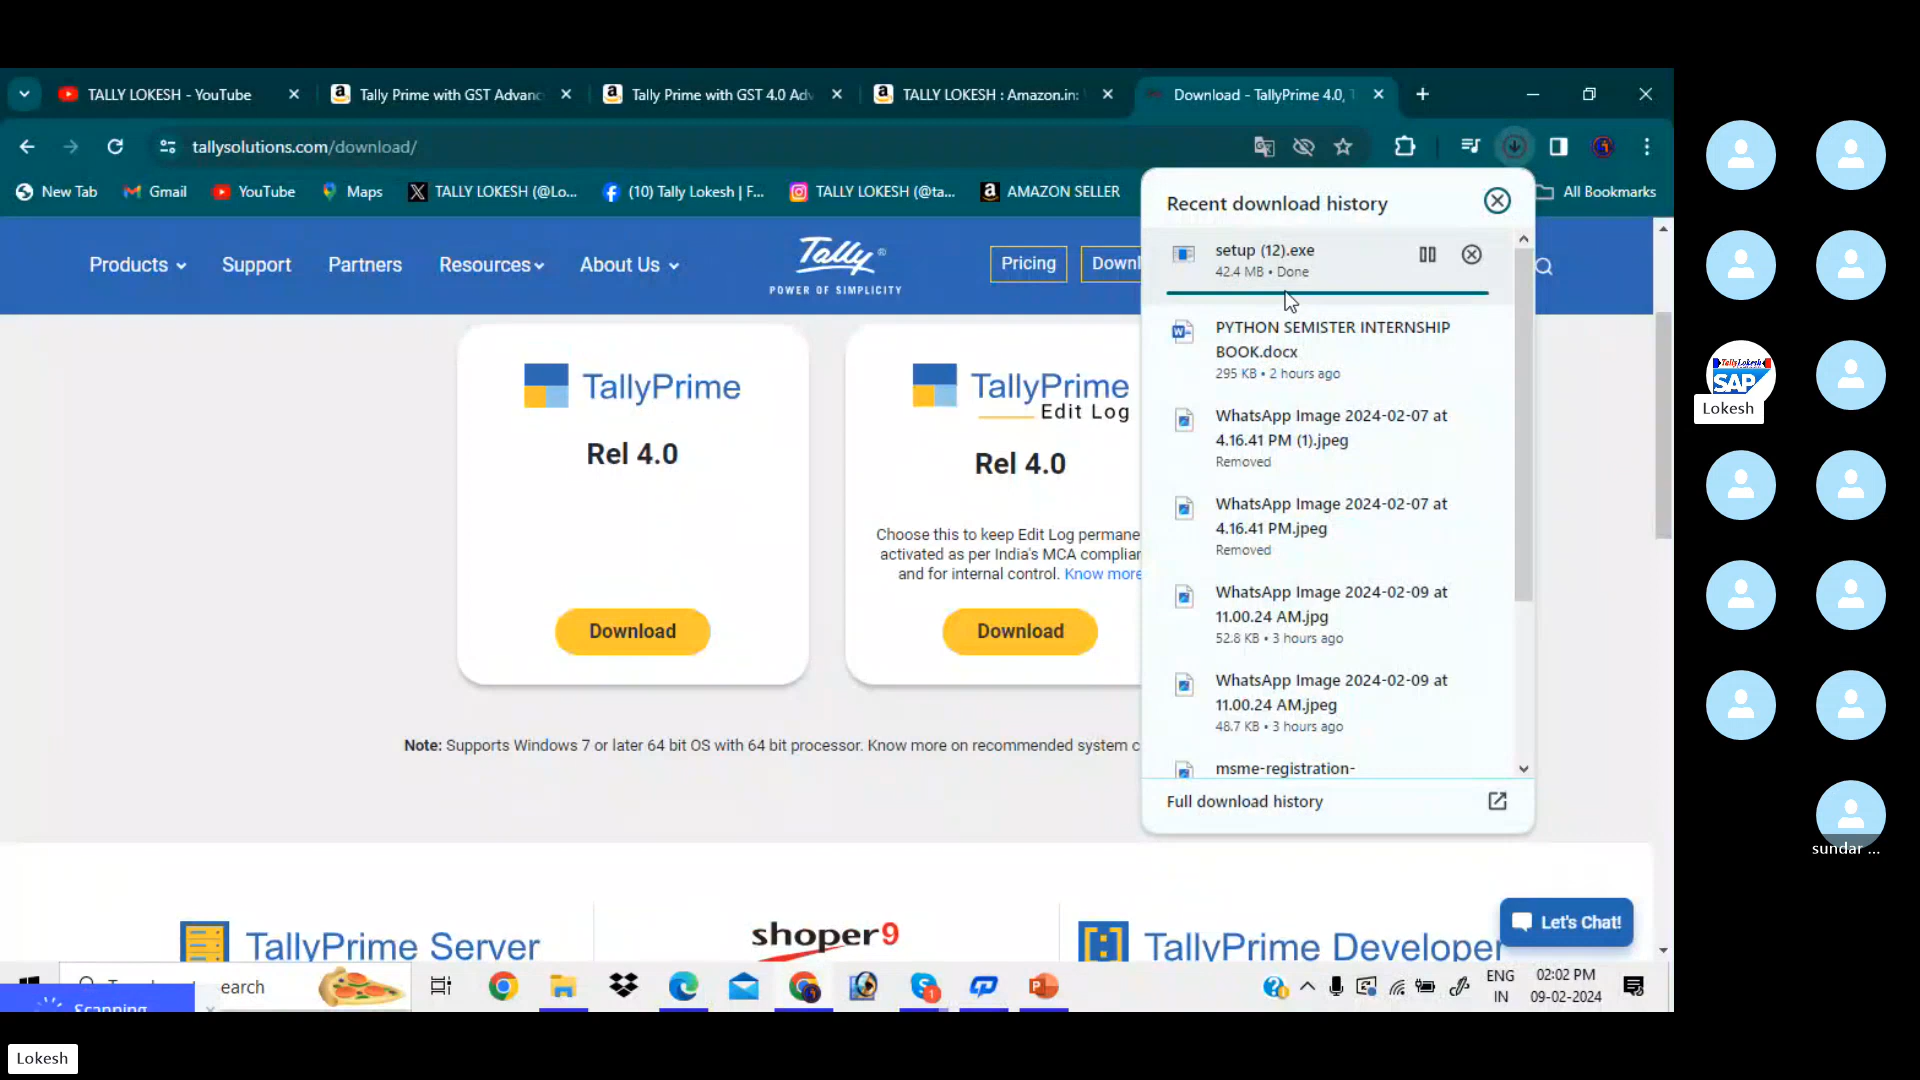 TALLY LOKESH - YouTube
Tally Prime with GST Advanc
Tally Prime with GST 4.0 Adv
TALLY LOKESH : Amazon.in:
Download - TallyPrime 4.0,
tallysolutions.com/download/
New Tab
Gmail
YouTube
Maps
TALLY LOKESH (@Lo...
(10) Tally Lokesh | F...
TALLY LOKESH (@ta...
AMAZON SELLER
All Bookmarks
Products
Support
Partners
Resources
About Us
Tally
POWER OF SIMPLICITY
Pricing
Downl
Recent download history
setup (12).exe
42.4 MB • Done
PYTHON SEMISTER INTERNSHIP
BOOK.docx
295 KB • 2 hours ago
WhatsApp Image 2024-02-07 at
4.16.41 PM (1).jpeg
Removed
WhatsApp Image 2024-02-07 at
4.16.41 PM.jpeg
Removed
WhatsApp Image 2024-02-09 at
11.00.24 AM.jpg
52.8 KB • 3 hours ago
WhatsApp Image 2024-02-09 at
11.00.24 AM.jpeg
48.7 KB • 3 hours ago
msme-registration-
Full download history
TallyPrime
Rel 4.0
Download
TallyPrime
Edit Log
Rel 4.0
Choose this to keep Edit Log permane
activated as per India's MCA complian
and for internal control. Know more
Download
Note: Supports Windows 7 or later 64 bit OS with 64 bit processor. Know more on recommended system c
TallyPrime Server
shoper9
TallyPrime Developer
Let's Chat!
earch
Scanning
ENG
IN
02:02 PM
09-02-2024
TallyLokesh
SAP
Lokesh
sundar ...
Lokesh